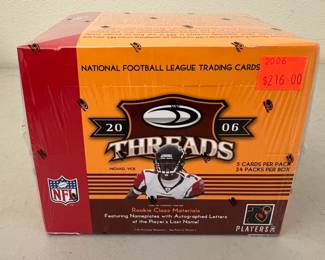 2006
$216.00
NATIONAL FOOTBALL LEAGUE TRADING CARDS
20 06
THREADS
5 CARDS PER PACK
24 PACKS PER BOX
MICHAEL VICK
NFL
Rookie Class Materials
Featuring Nameplates with Autographed Letters
of the Player's Last Name!
PLAYERS